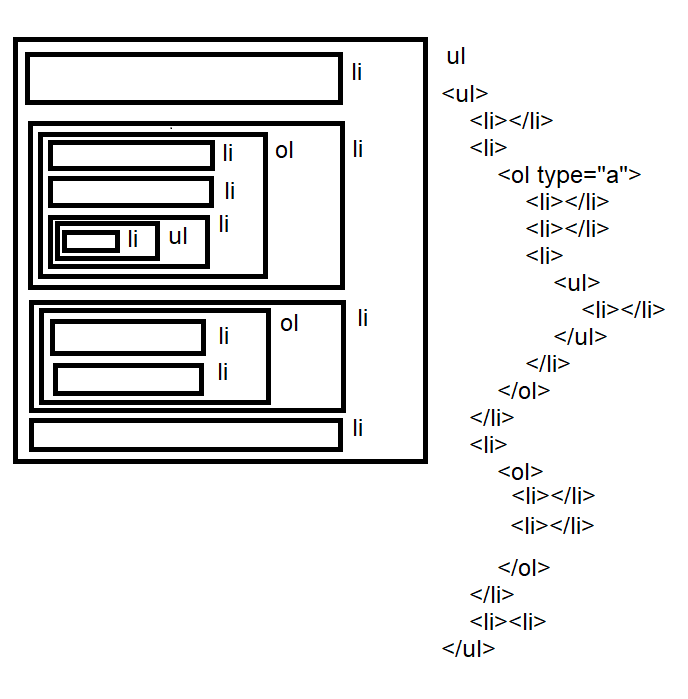 li
li
ol
li
li
li
ul
li
li
ol
li
li
li
ul
<ul>
<li></li>
<li>
<ol type="a">
<li></li>
<li></li>
<li>
<ul>
<li></li>
</ul>
</li>
</ol>
</li>
<li>
<ol>
<li></li>
<li></li>
</ol>
</li>
<li><li>
</ul>